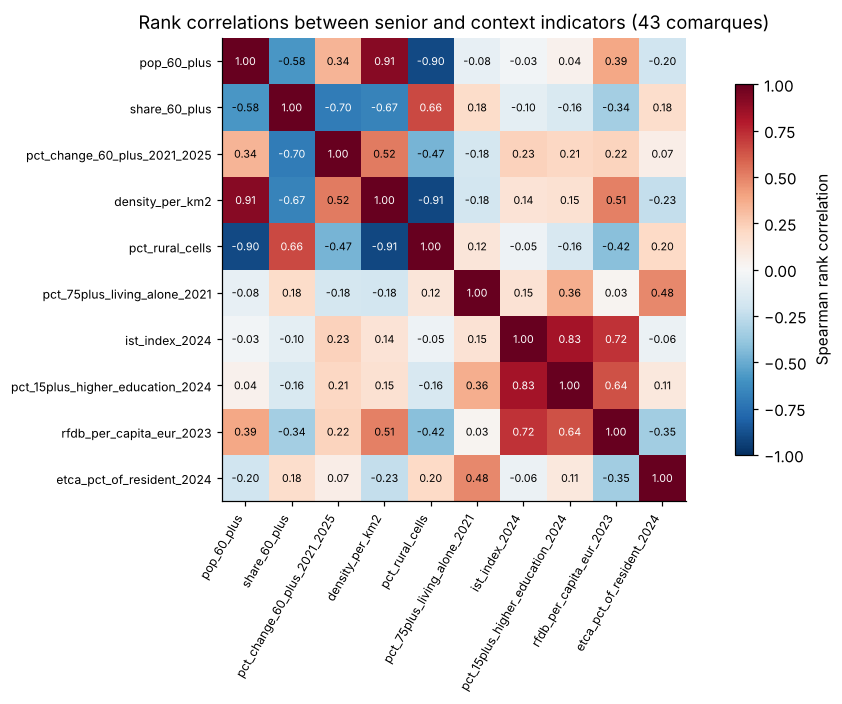 Rank correlations between senior and context indicators (43 comarques)
pop_60_plus 1.00 -0.58 0.34 0.91 -0.90 -0.08 -0.03 0.04 0.39 -0.20
share_60_plus -0.58 1.00 -0.70 -0.67 0.66 0.18 -0.10 -0.16 -0.34 0.18
pct_change_60_plus_2021_2025 0.34 -0.70 1.00 0.52 -0.47 -0.18 0.23 0.21 0.22 0.07
density_per_km2 0.91 -0.67 0.52 1.00 -0.91 -0.18 0.14 0.15 0.51 -0.23
pct_rural_cells -0.90 0.66 -0.47 -0.91 1.00 0.12 -0.05 -0.16 -0.42 0.20
pct_75plus_living_alone_2021 -0.08 0.18 -0.18 -0.18 0.12 1.00 0.15 0.36 0.03 0.48
ist_index_2024 -0.03 -0.10 0.23 0.14 -0.05 0.15 1.00 0.83 0.72 -0.06
pct_15plus_higher_education_2024 0.04 -0.16 0.21 0.15 -0.16 0.36 0.83 1.00 0.64 0.11
rfdb_per_capita_eur_2023 0.39 -0.34 0.22 0.51 -0.42 0.03 0.72 0.64 1.00 -0.35
etca_pct_of_resident_2024 -0.20 0.18 0.07 -0.23 0.20 0.48 -0.06 0.11 -0.35 1.00
pop_60_plus
share_60_plus
pct_change_60_plus_2021_2025
density_per_km2
pct_rural_cells
pct_75plus_living_alone_2021
ist_index_2024
pct_15plus_higher_education_2024
rfdb_per_capita_eur_2023
etca_pct_of_resident_2024
1.00
0.75
0.50
0.25
0.00
−0.25
−0.50
−0.75
−1.00
Spearman rank correlation